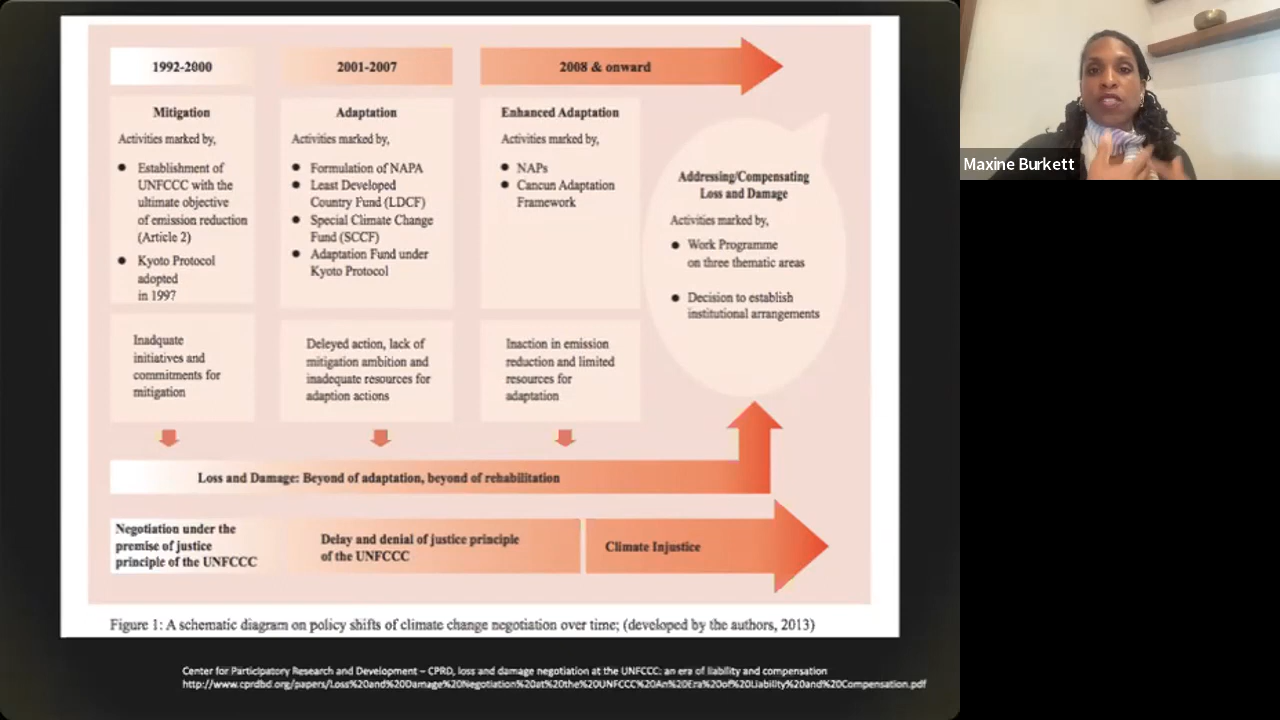 1992-2000
2001-2007
2008 & onward
Mitigation
Activities marked by,
● Establishment of
UNFCCC with the
ultimate objective
of emission reduction
(Article 2)
● Kyoto Protocol
adopted
in 1997
Adaptation
Activities marked by,
● Formulation of NAPA
● Least Developed
Country Fund (LDCF)
● Special Climate Change
Fund (SCCF)
● Adaptation Fund under
Kyoto Protocol
Enhanced Adaptation
Activities marked by,
● NAPs
● Cancun Adaptation
Framework
Addressing/Compensating
Loss and Damage
Activities marked by,
● Work Programme
on three thematic areas
● Decision to establish
institutional arrangements
Inadquate
initiatives and
commitments for
mitigation
Deleyed action, lack of
mitigation ambition and
inadequate resources for
adaption actions
Inaction in emission
reduction and limited
resources for
adaptation
Loss and Damage: Beyond of adaptation, beyond of rehabilitation
Negotiation under the
premise of justice
principle of the UNFCCC
Delay and denial of justice principle
of the UNFCCC
Climate Injustice
Figure 1: A schematic diagram on policy shifts of climate change negotiation over time; (developed by the authors, 2013)
Center for Participatory Research and Development – CPRD, loss and damage negotiation at the UNFCCC: an era of liability and compensation
http://www.cprdbd.org/papers/Loss%20and%20Damage%20Negotiation%20at%20the%20UNFCCC%20An%20Era%20of%20Liability%20and%20Compensation.pdf
Maxine Burkett